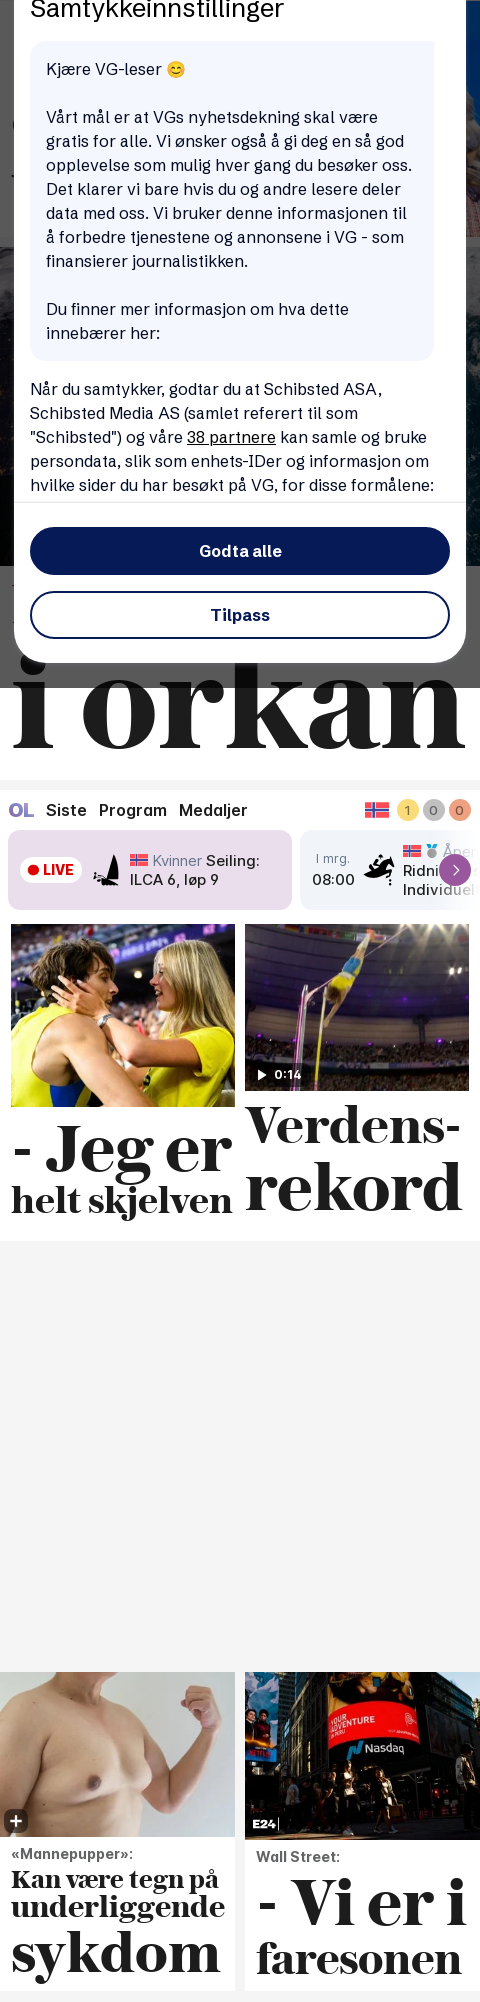 Samtykkeinnstillinger
Kjære VG-leser 😊
Vårt mål er at VGs nyhetsdekning skal være
gratis for alle. Vi ønsker også å gi deg en så god
opplevelse som mulig hver gang du besøker oss.
Det klarer vi bare hvis du og andre lesere deler
data med oss. Vi bruker denne informasjonen til
å forbedre tjenestene og annonsene i VG - som
finansierer journalistikken.
Du finner mer informasjon om hva dette
innebærer her:
Når du samtykker, godtar du at Schibsted ASA,
Schibsted Media AS (samlet referert til som
"Schibsted") og våre 38 partnere kan samle og bruke
persondata, slik som enhets-IDer og informasjon om
hvilke sider du har besøkt på VG, for disse formålene:
Godta alle
Tilpass
i orkan
OL Siste Program Medaljer 1 0 0
LIVE
Kvinner Seiling:
ILCA 6, løp 9
I mrg.
08:00
0:14
- Jeg er
helt skjelven
Verdens-
rekord
YOUR
ADVENTURE
Nasdaq
E24
«Mannepupper»:
Kan være tegn på
underliggende
sykdom
Wall Street:
- Vi er i
faresonen